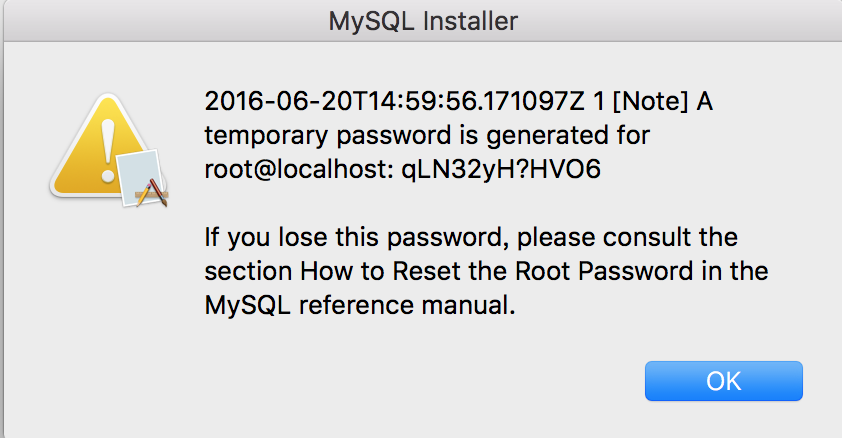 MySQL Installer
2016-06-20T14:59:56.171097Z 1 [Note] A
temporary password is generated for
root@localhost: qLN32yH?HVO6
If you lose this password, please consult the
section How to Reset the Root Password in the
MySQL reference manual.
OK